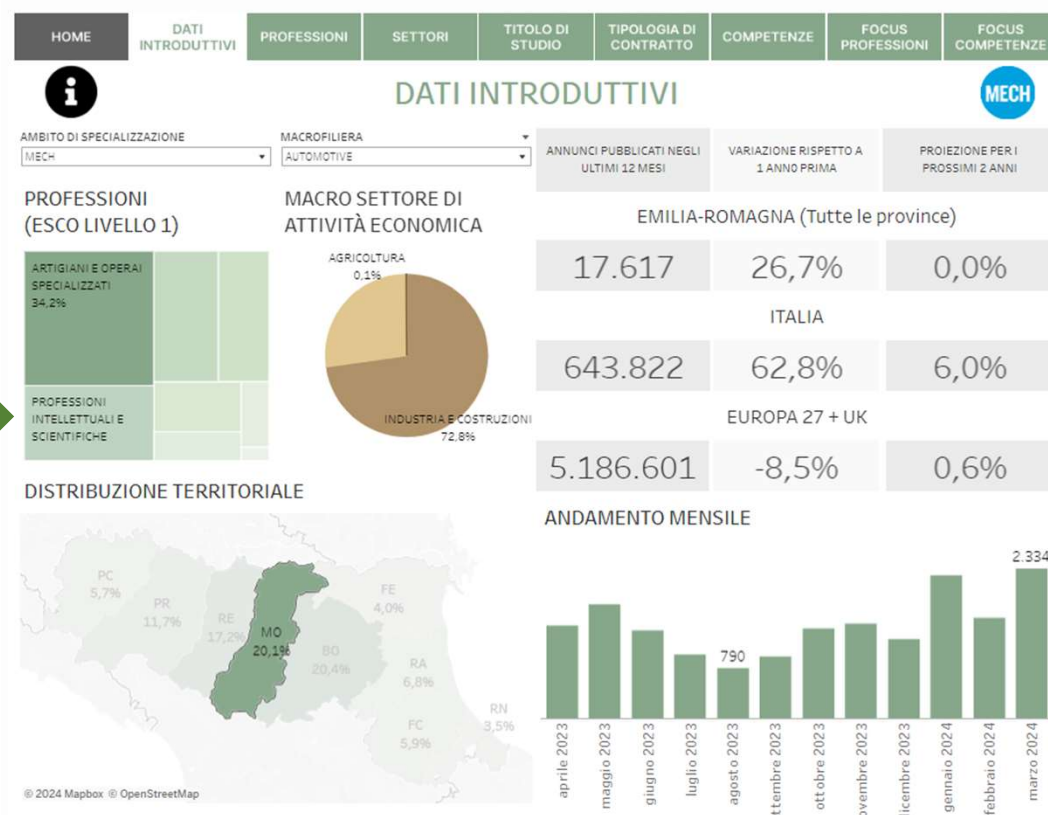 HOME
DATI
INTRODUTTIVI
PROFESSIONI
SETTORI
TITOLO DI
STUDIO
TIPOLOGIA DI
CONTRATTO
COMPETENZE
FOCUS
PROFESSIONI
FOCUS
COMPETENZE
i
DATI INTRODUTTIVI
MECH
AMBITO DI SPECIALIZZAZIONE
MECH
MACROFILIERA
AUTOMOTIVE
ANNUNCI PUBBLICATI NEGLI
ULTIMI 12 MESI
VARIAZIONE RISPETTO A
1 ANNO PRIMA
PROIEZIONE PER I
PROSSIMI 2 ANNI
PROFESSIONI
(ESCO LIVELLO 1)
ARTIGIANI E OPERAI
SPECIALIZZATI
34,2%
PROFESSIONI
INTELLETTUALI E
SCIENTIFICHE
MACRO SETTORE DI
ATTIVITÀ ECONOMICA
AGRICOLTURA
0,1%
INDUSTRIA E COSTRUZIONI
72,8%
EMILIA-ROMAGNA (Tutte le province)
17.617 26,7% 0,0%
ITALIA
643.822 62,8% 6,0%
EUROPA 27 + UK
5.186.601 -8,5% 0,6%
DISTRIBUZIONE TERRITORIALE
PC
5,7%
PR
11,7%
RE
17,2%
MO
20,1%
BO
20,4%
FE
4,0%
RA
6,8%
FC
5,9%
RN
3,5%
© 2024 Mapbox © OpenStreetMap
ANDAMENTO MENSILE
2.334
790
aprile 2023
maggio 2023
giugno 2023
luglio 2023
agosto 2023
ttembre 2023
ottobre 2023
ovembre 2023
dicembre 2023
gennaio 2024
febbraio 2024
marzo 2024